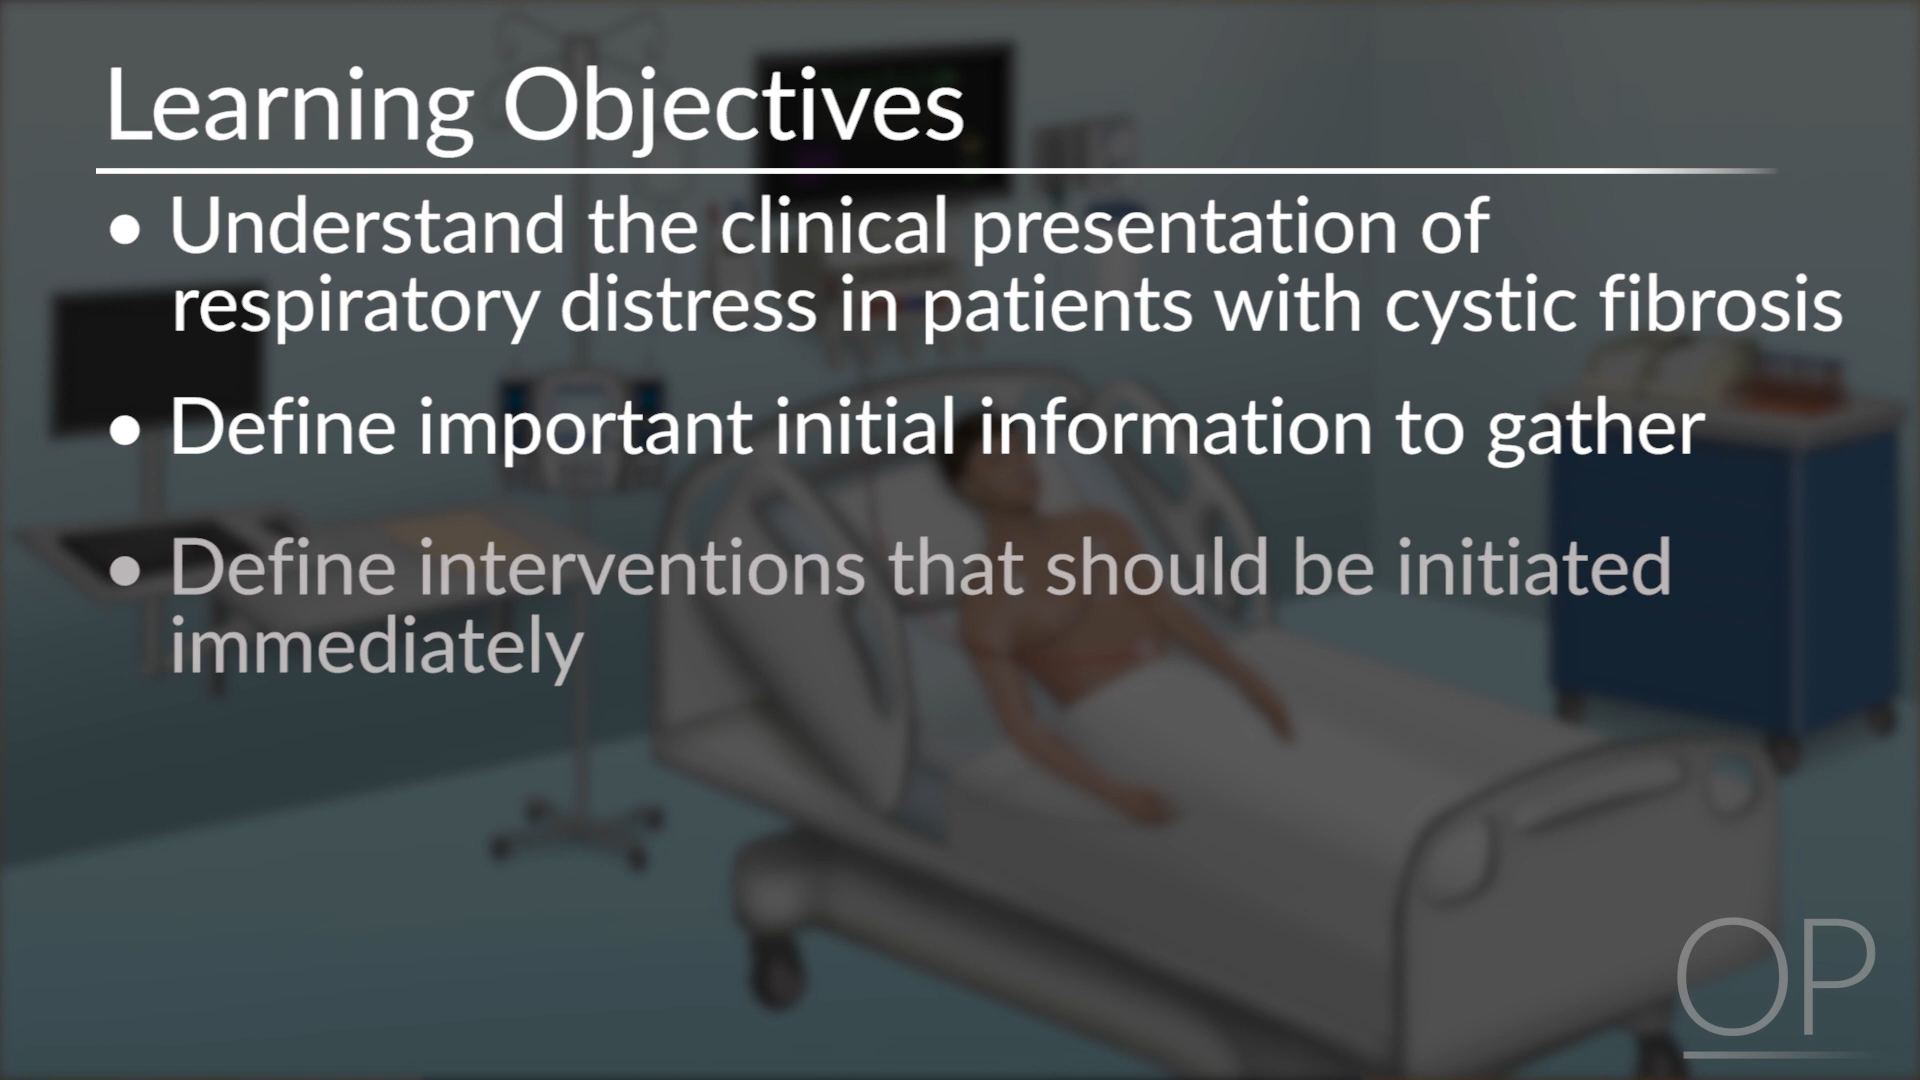 Learning Objectives
• Understand the clinical presentation of
respiratory distress in patients with cystic fibrosis
• Define important initial information to gather
• Define interventions that should be initiated
immediately
OP